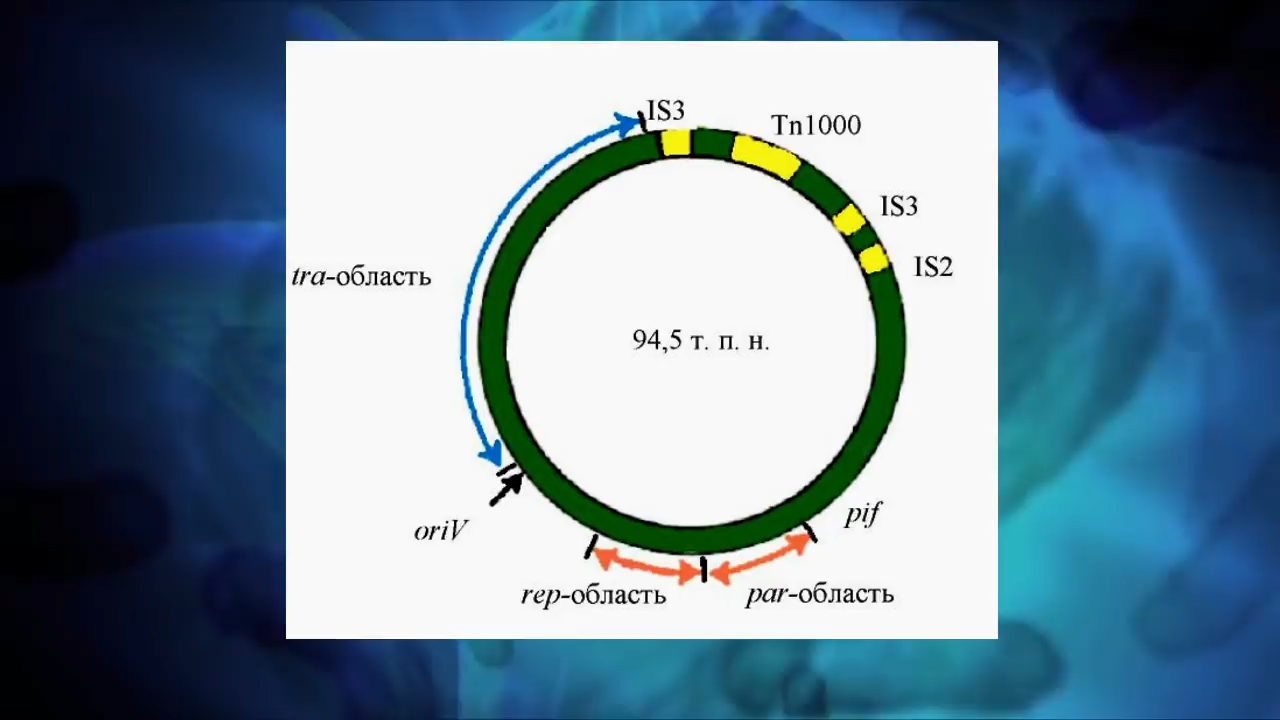 IS3
Tn1000
IS3
IS2
tra-область
94,5 т. п. н.
pif
oriV
rep-область
par-область